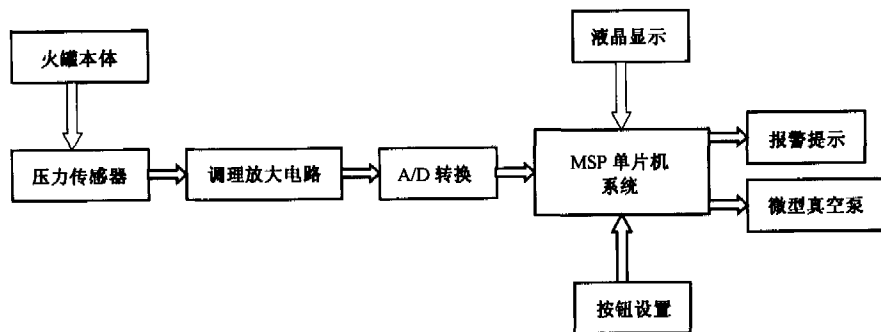 火罐本体
液晶显示
压力传感器
调理放大电路
A/D 转换
MSP 单片机
系统
报警提示
微型真空泵
按钮设置